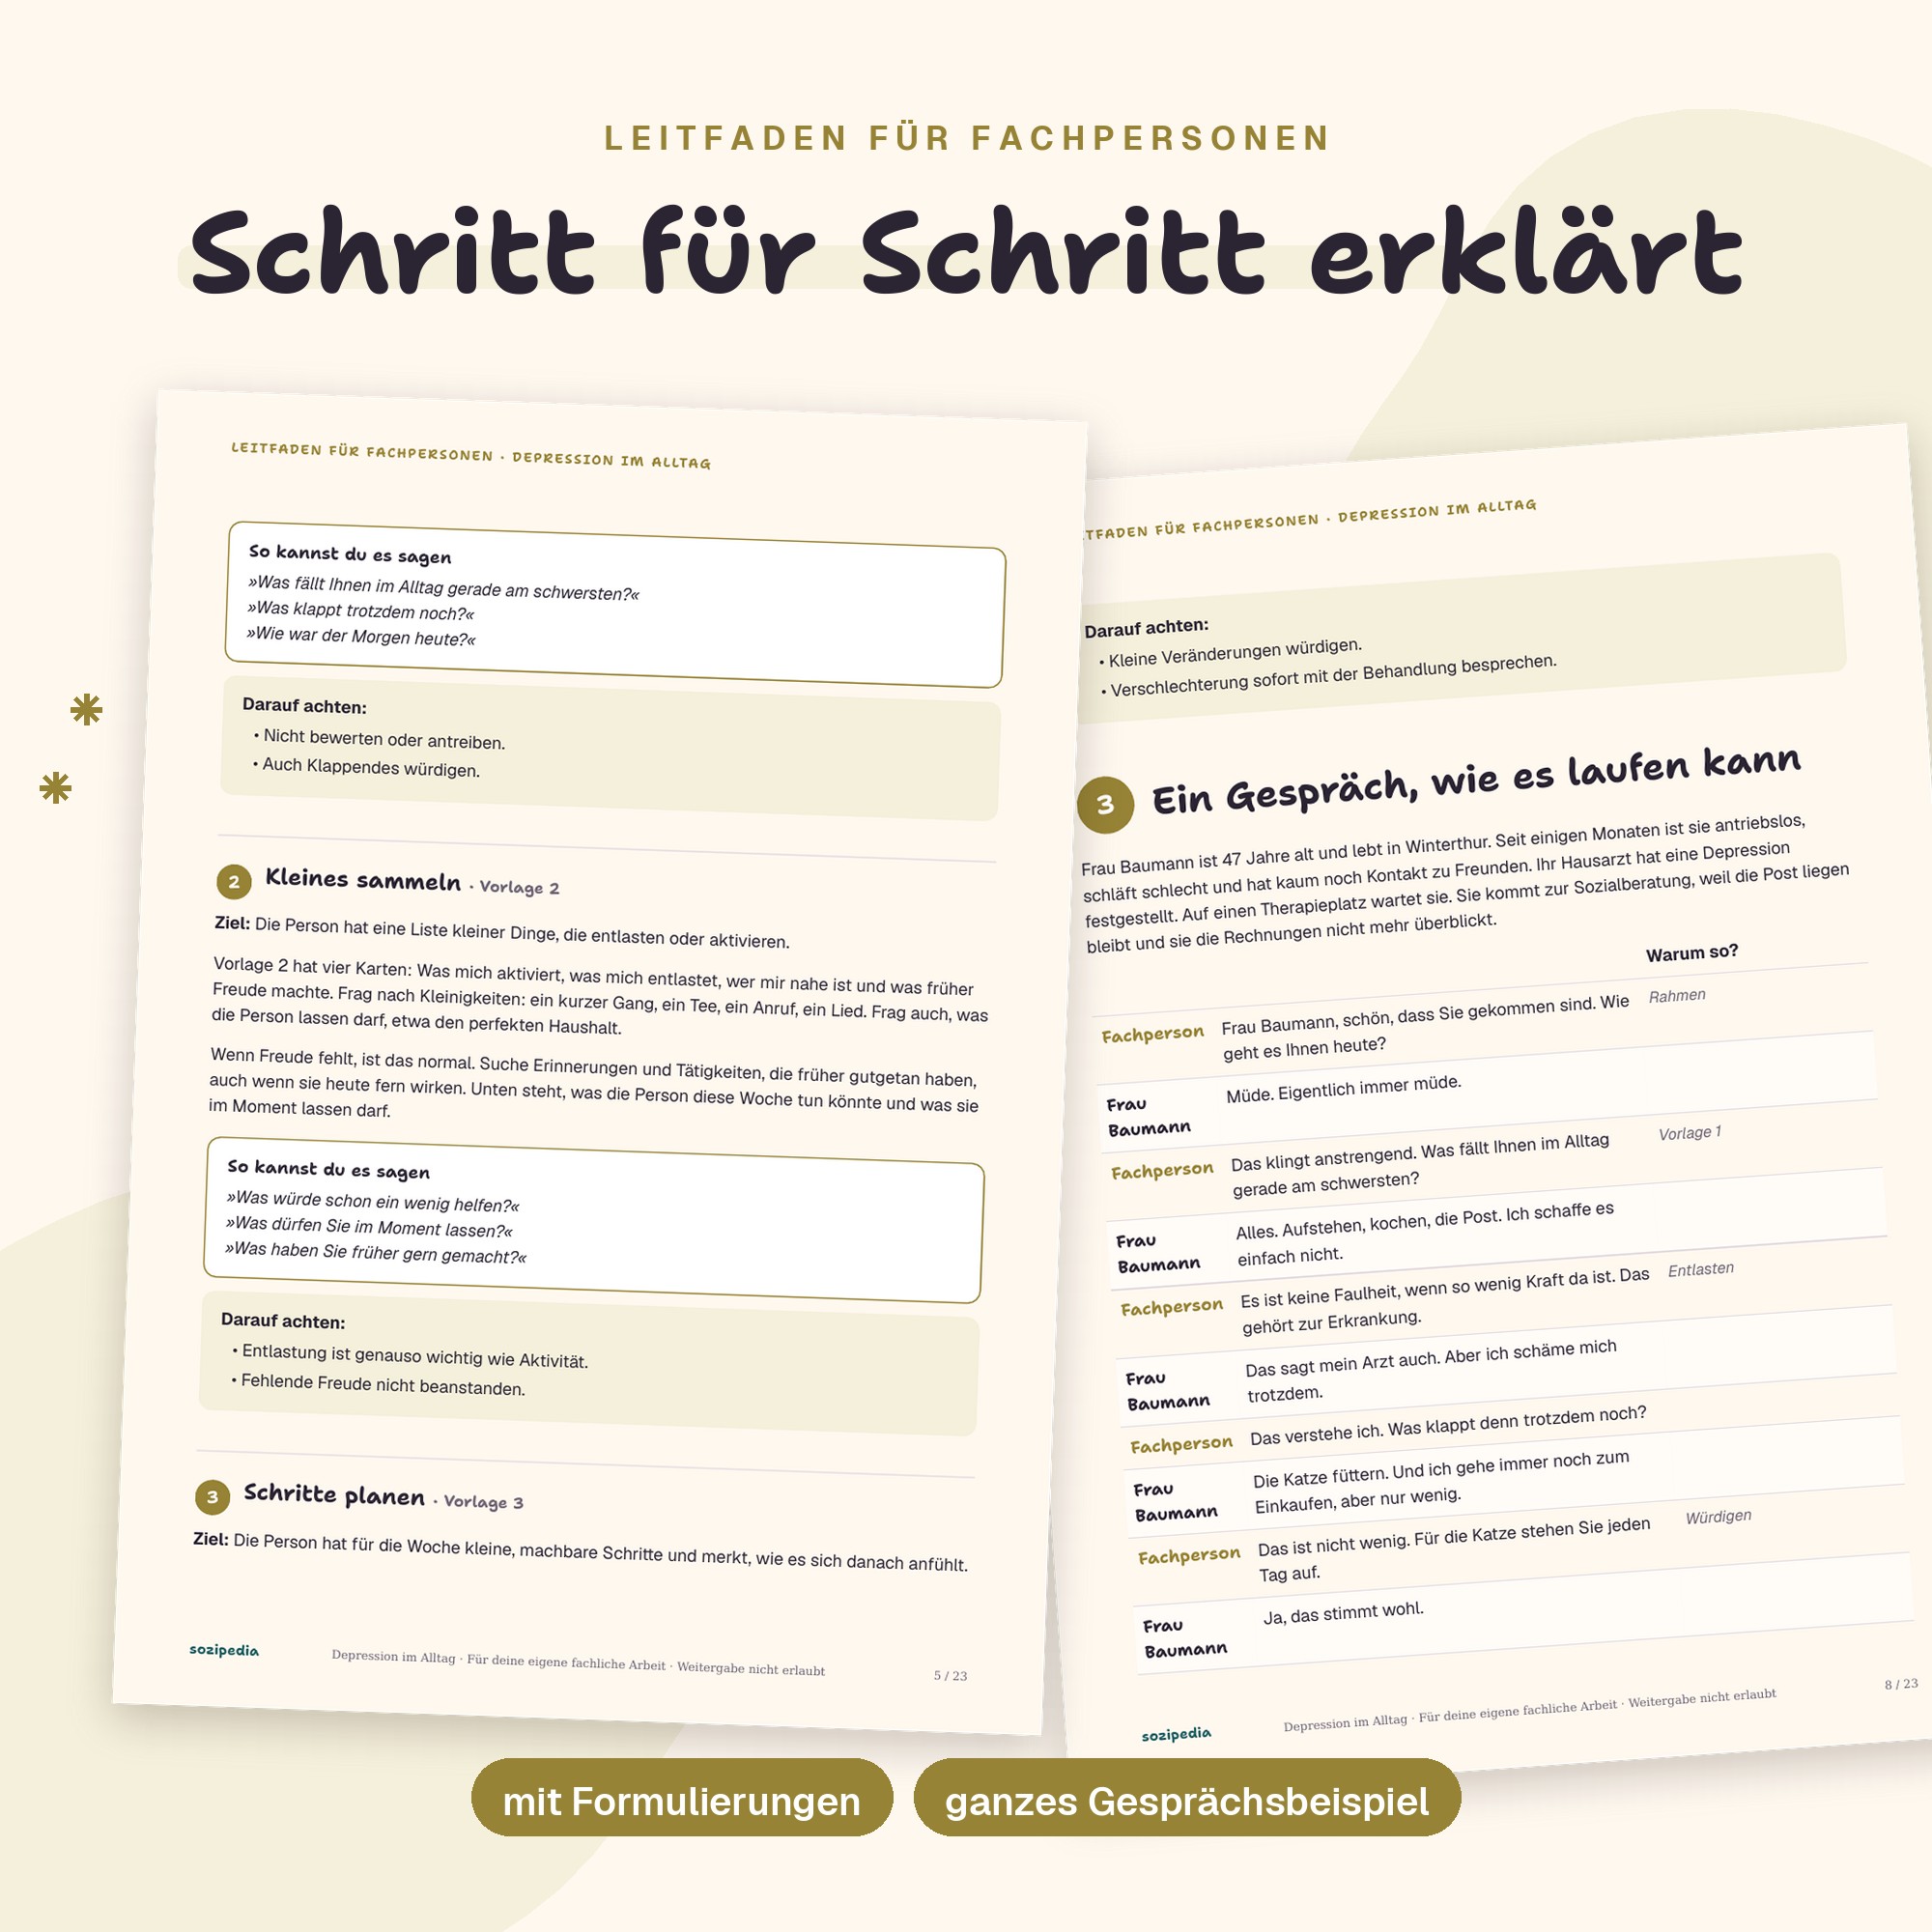 LEITFADEN FÜR FACHPERSONEN
Schritt für Schritt erklärt
LEITFADEN FÜR FACHPERSONEN · DEPRESSION IM ALLTAG
So kannst du es sagen
»Was fällt Ihnen im Alltag gerade am schwersten?«
»Was klappt trotzdem noch?«
»Wie war der Morgen heute?«
Darauf achten:
• Nicht bewerten oder antreiben.
• Auch Klappendes würdigen.
2 Kleines sammeln · Vorlage 2
Ziel: Die Person hat eine Liste kleiner Dinge, die entlasten oder aktivieren.
Vorlage 2 hat vier Karten: Was mich aktiviert, was mich entlastet, wer mir nahe ist und was früher
Freude machte. Frag nach Kleinigkeiten: ein kurzer Gang, ein Tee, ein Anruf, ein Lied. Frag auch, was
die Person lassen darf, etwa den perfekten Haushalt.
Wenn Freude fehlt, ist das normal. Suche Erinnerungen und Tätigkeiten, die früher gutgetan haben,
auch wenn sie heute fern wirken. Unten steht, was die Person diese Woche tun könnte und was sie
im Moment lassen darf.
So kannst du es sagen
»Was würde schon ein wenig helfen?«
»Was dürfen Sie im Moment lassen?«
»Was haben Sie früher gern gemacht?«
Darauf achten:
• Entlastung ist genauso wichtig wie Aktivität.
• Fehlende Freude nicht beanstanden.
3 Schritte planen · Vorlage 3
Ziel: Die Person hat für die Woche kleine, machbare Schritte und merkt, wie es sich danach anfühlt.
sozipedia Depression im Alltag · Für deine eigene fachliche Arbeit · Weitergabe nicht erlaubt 5 / 23
TFADEN FÜR FACHPERSONEN · DEPRESSION IM ALLTAG
Darauf achten:
• Kleine Veränderungen würdigen.
• Verschlechterung sofort mit der Behandlung besprechen.
3 Ein Gespräch, wie es laufen kann
Frau Baumann ist 47 Jahre alt und lebt in Winterthur. Seit einigen Monaten ist sie antriebslos,
schläft schlecht und hat kaum noch Kontakt zu Freunden. Ihr Hausarzt hat eine Depression
festgestellt. Auf einen Therapieplatz wartet sie. Sie kommt zur Sozialberatung, weil die Post liegen
bleibt und sie die Rechnungen nicht mehr überblickt.
Warum so?
Fachperson Frau Baumann, schön, dass Sie gekommen sind. Wie Rahmen
geht es Ihnen heute?
Frau Müde. Eigentlich immer müde.
Baumann
Fachperson Das klingt anstrengend. Was fällt Ihnen im Alltag Vorlage 1
gerade am schwersten?
Frau Alles. Aufstehen, kochen, die Post. Ich schaffe es
Baumann einfach nicht.
Fachperson Es ist keine Faulheit, wenn so wenig Kraft da ist. Das Entlasten
gehört zur Erkrankung.
Frau Das sagt mein Arzt auch. Aber ich schäme mich
Baumann trotzdem.
Fachperson Das verstehe ich. Was klappt denn trotzdem noch?
Frau Die Katze füttern. Und ich gehe immer noch zum
Baumann Einkaufen, aber nur wenig.
Fachperson Das ist nicht wenig. Für die Katze stehen Sie jeden Würdigen
Tag auf.
Frau Ja, das stimmt wohl.
Baumann
sozipedia Depression im Alltag · Für deine eigene fachliche Arbeit · Weitergabe nicht erlaubt 8 / 23
mit Formulierungen
ganzes Gesprächsbeispiel